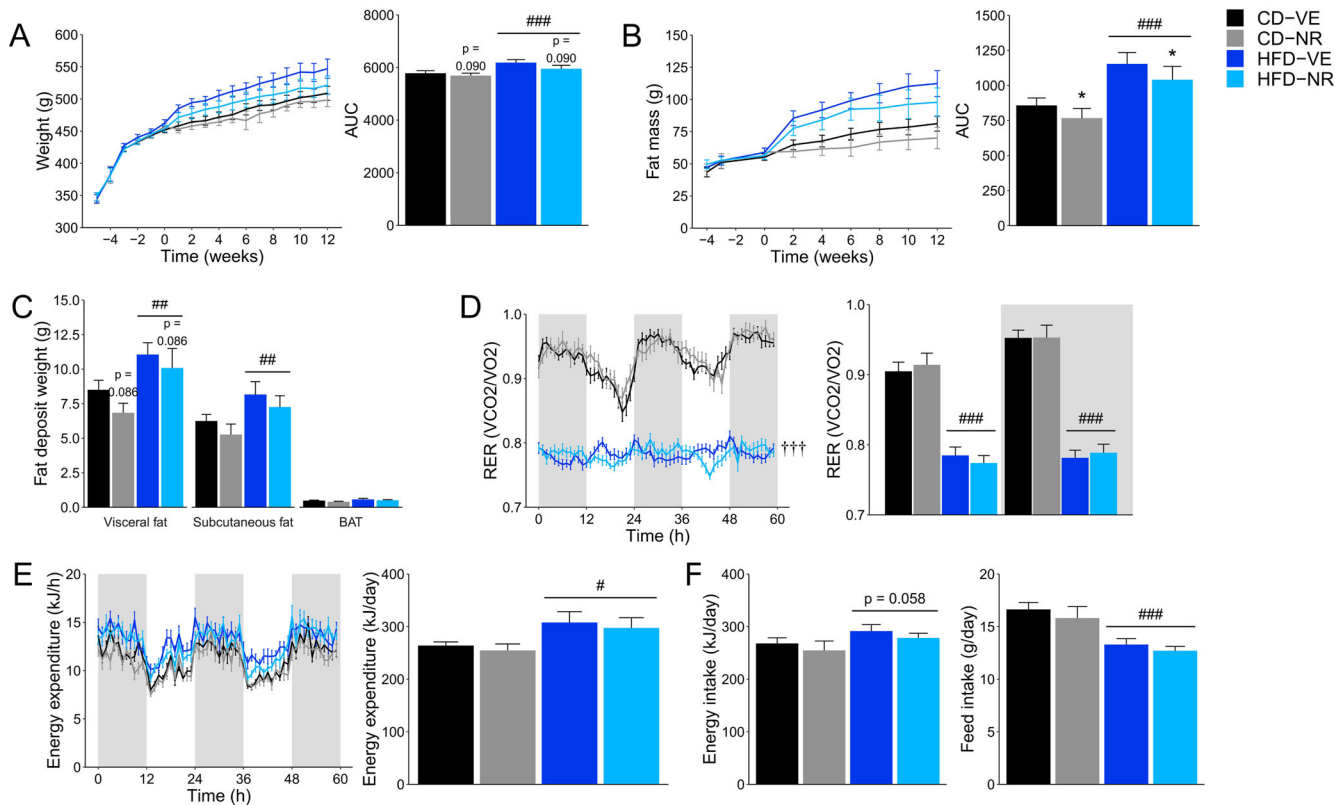 A
Weight (g)
600
550
500
450
400
350
300
−4 −2 0 2 4 6 8 10 12
Time (weeks)
AUC
8000
6000
4000
2000
0
###
p =
0.090
p =
0.090
B
Fat mass (g)
150
125
100
75
50
25
0
−4 −2 0 2 4 6 8 10 12
Time (weeks)
AUC
1500
1250
1000
750
500
250
0
###
*
*
CD−VE
CD−NR
HFD−VE
HFD−NR
C
Fat deposit weight (g)
15.0
12.5
10.0
7.5
5.0
2.5
0.0
##
p =
0.086
p =
0.086
##
Visceral fat
Subcutaneous fat
BAT
D
RER (VCO2/VO2)
1.0
0.9
0.8
0.7
†††
0 12 24 36 48 60
Time (h)
RER (VCO2/VO2)
1.0
0.9
0.8
0.7
###
###
E
Energy expenditure (kJ/h)
20
15
10
5
0
0 12 24 36 48 60
Time (h)
Energy expenditure (kJ/day)
400
300
200
100
0
#
F
Energy intake (kJ/day)
400
300
200
100
0
p = 0.058
Feed intake (g/day)
20
15
10
5
0
###